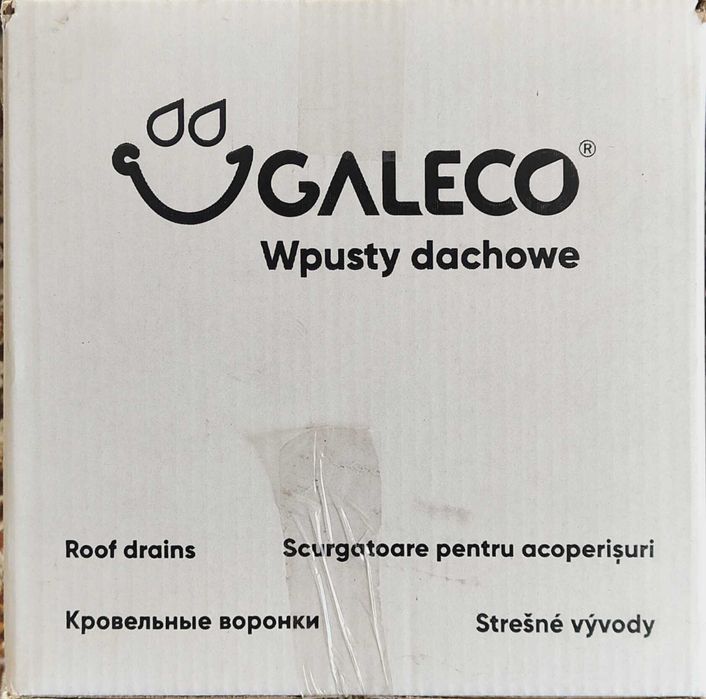 GALECO®
Wpusty dachowe
Roof drains
Scurgatoare pentru acoperișuri
Кровельные воронки
Strešné vývody